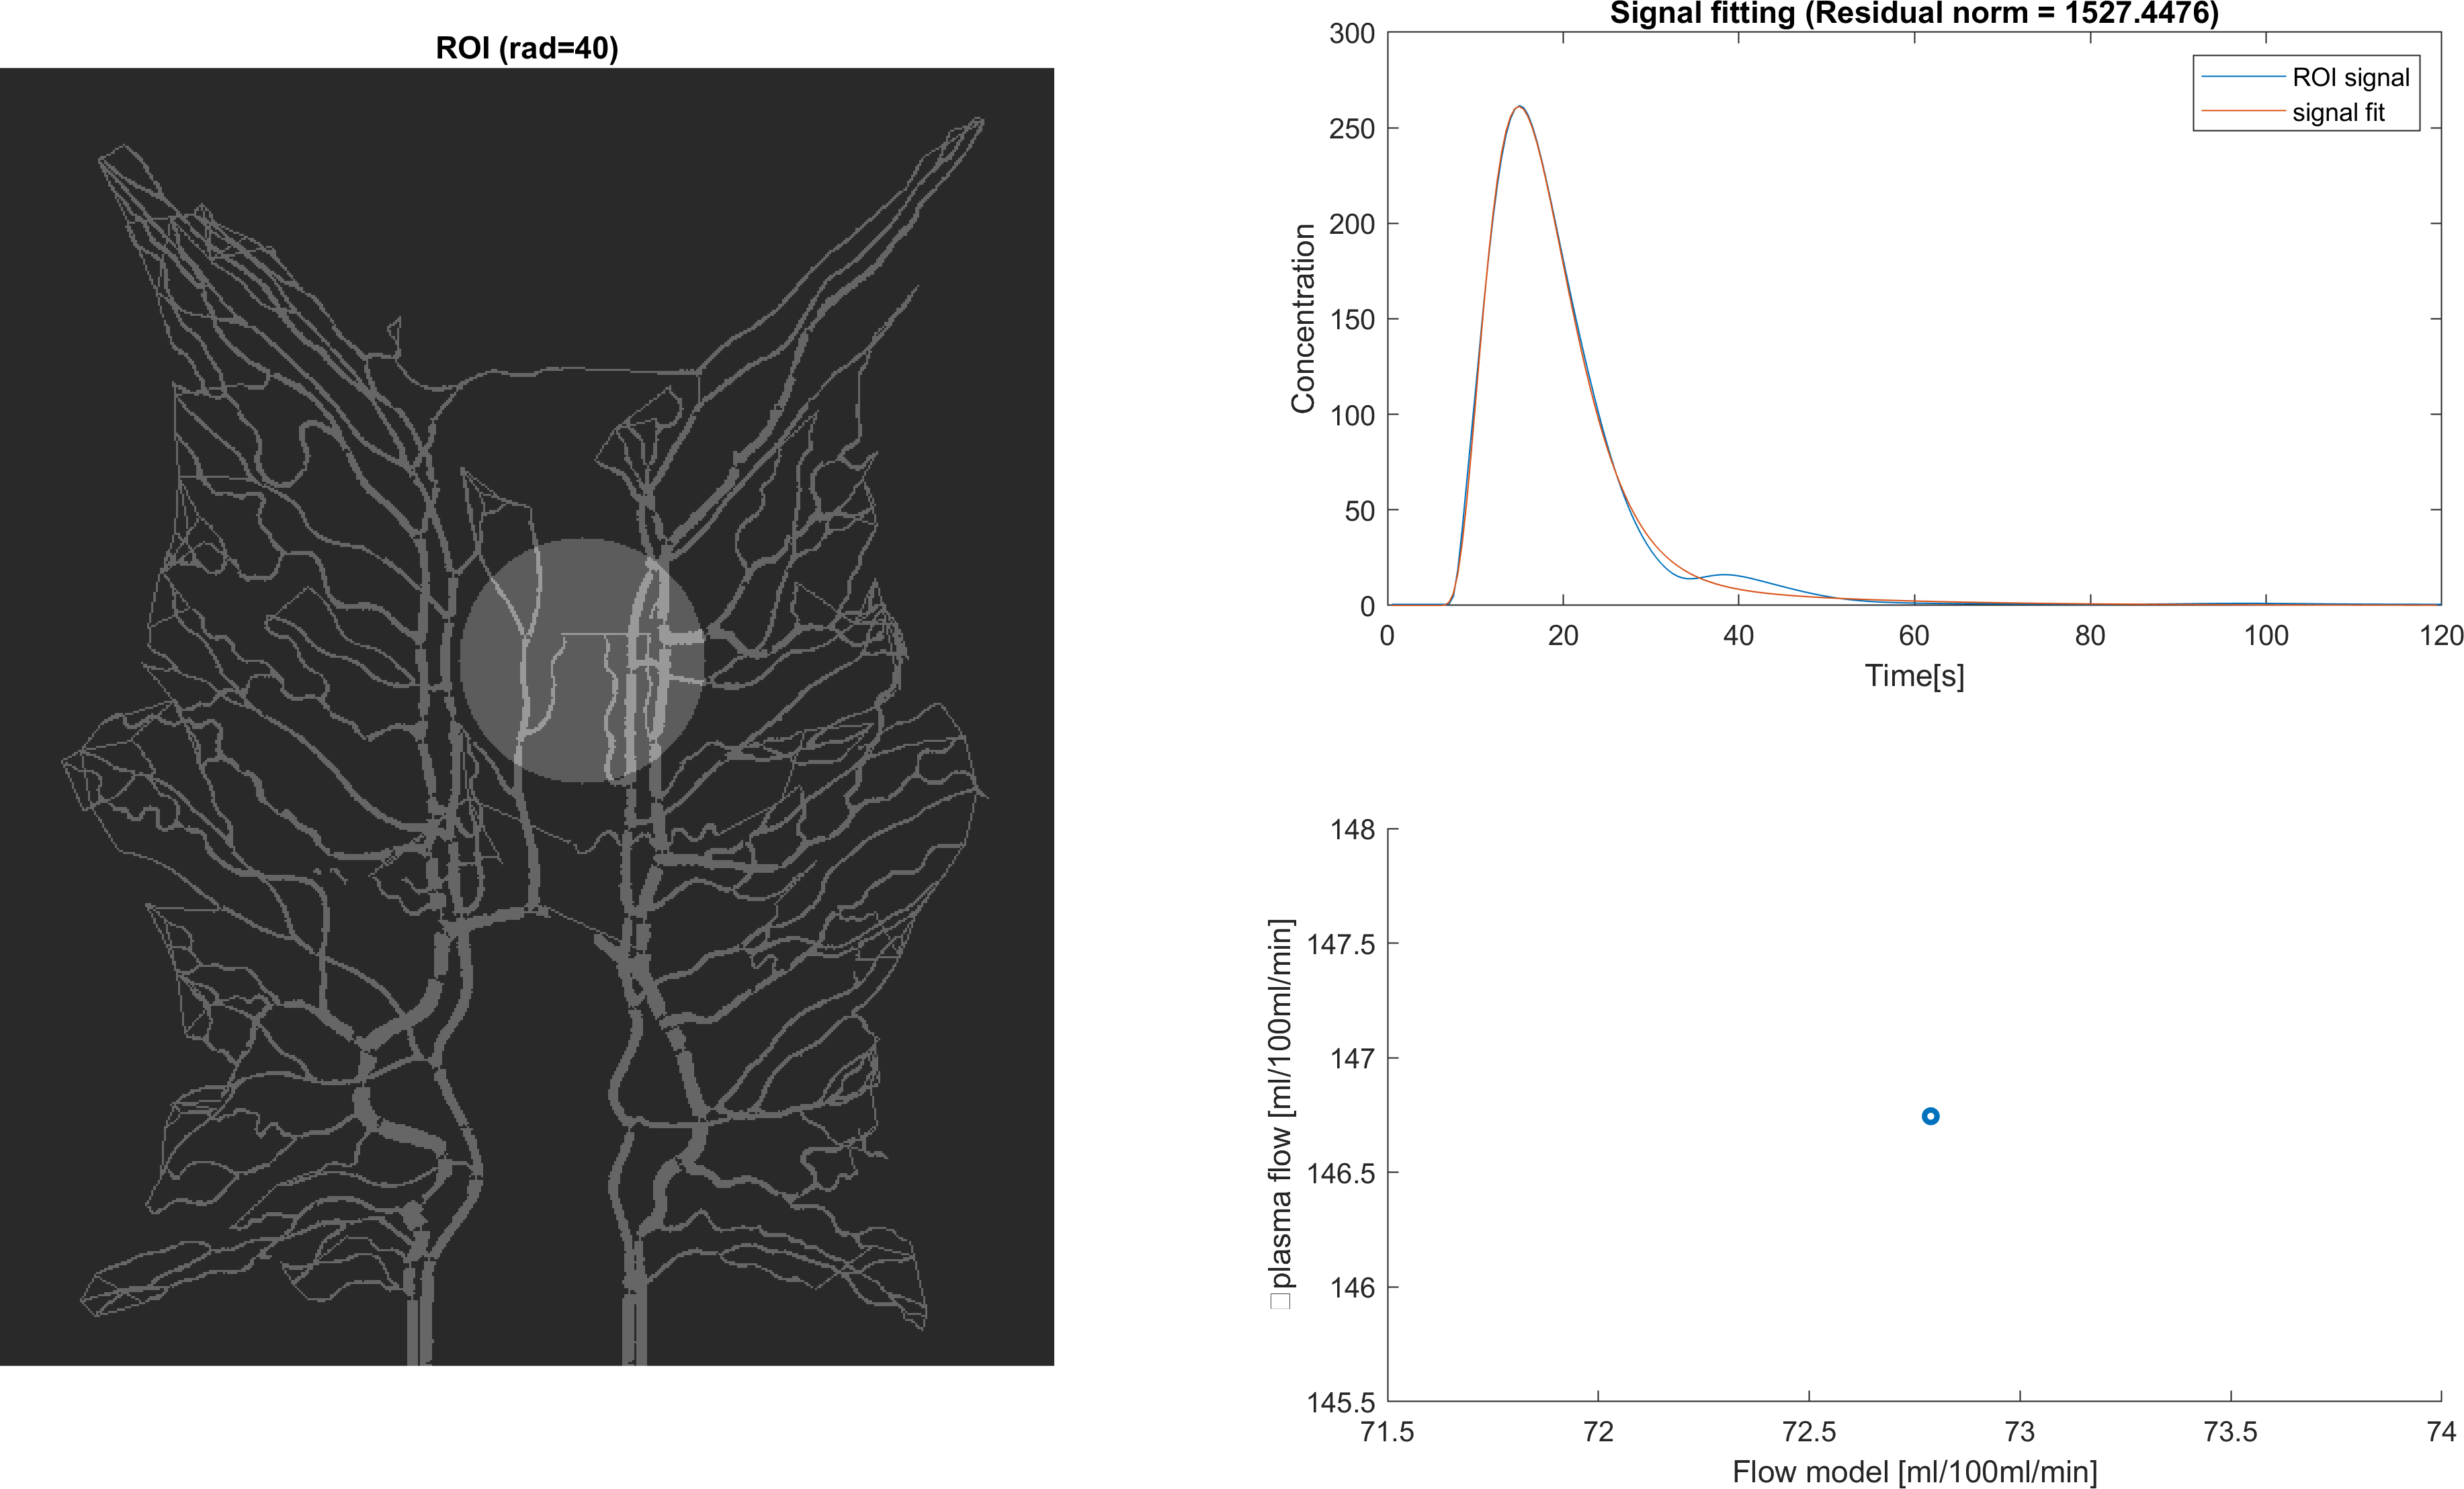 ROI (rad=40)
Signal fitting (Residual norm = 1527.4476)
300
250
200
150
100
50
0
Concentration
ROI signal
signal fit
0 20 40 60 80 100 120
Time[s]
148
147.5
147
146.5
146
145.5
□plasma flow [ml/100ml/min]
71.5 72 72.5 73 73.5 74
Flow model [ml/100ml/min]